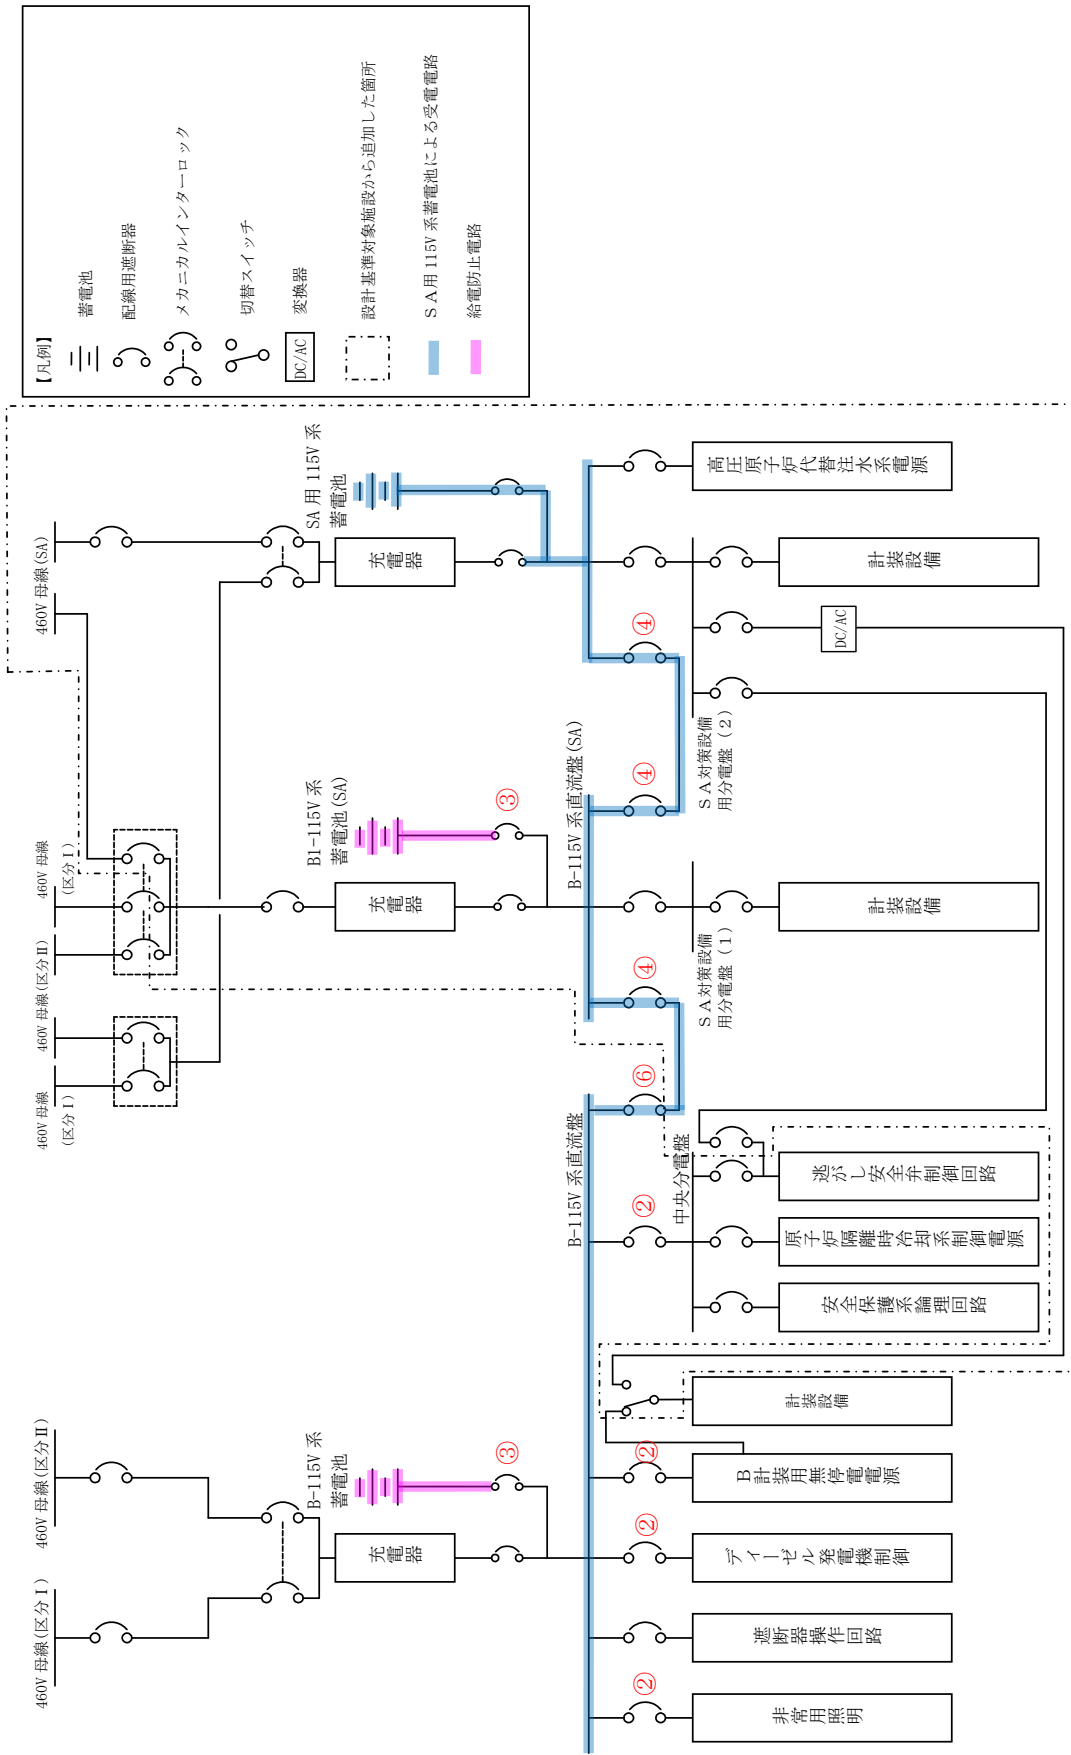 【凡例】
蓄電池
配線用遮断器
メカニカルインターロック
切替スイッチ
DC/AC
変換器
設計基準対象施設から追加した箇所
ＳＡ用 115V 系蓄電池による受電電路
給電防止電路
460V 母線(区分Ⅰ)
460V 母線(区分Ⅱ)
460V 母線
(区分Ⅰ)
460V 母線(区分Ⅱ)
460V 母線
(区分Ⅰ)
460V 母線(SA)
B-115V 系
蓄電池
B1-115V 系
蓄電池(SA)
SA 用 115V 系
蓄電池
充電器
充電器
充電器
③
③
B-115V 系直流盤
B-115V 系直流盤(SA)
②
②
②
②
⑥
④
④
④
中央分電盤
ＳＡ対策設備
用分電盤（1）
ＳＡ対策設備
用分電盤（2）
DC/AC
非常用照明
遮断器操作回路
ディーゼル発電機制御
B
計装用無停電電源
計装設備
安全保護系論理回路
原子炉隔離時冷却系制御電源
逃がし安全弁制御回路
計装設備
計装設備
高圧原子炉代替注水系電源